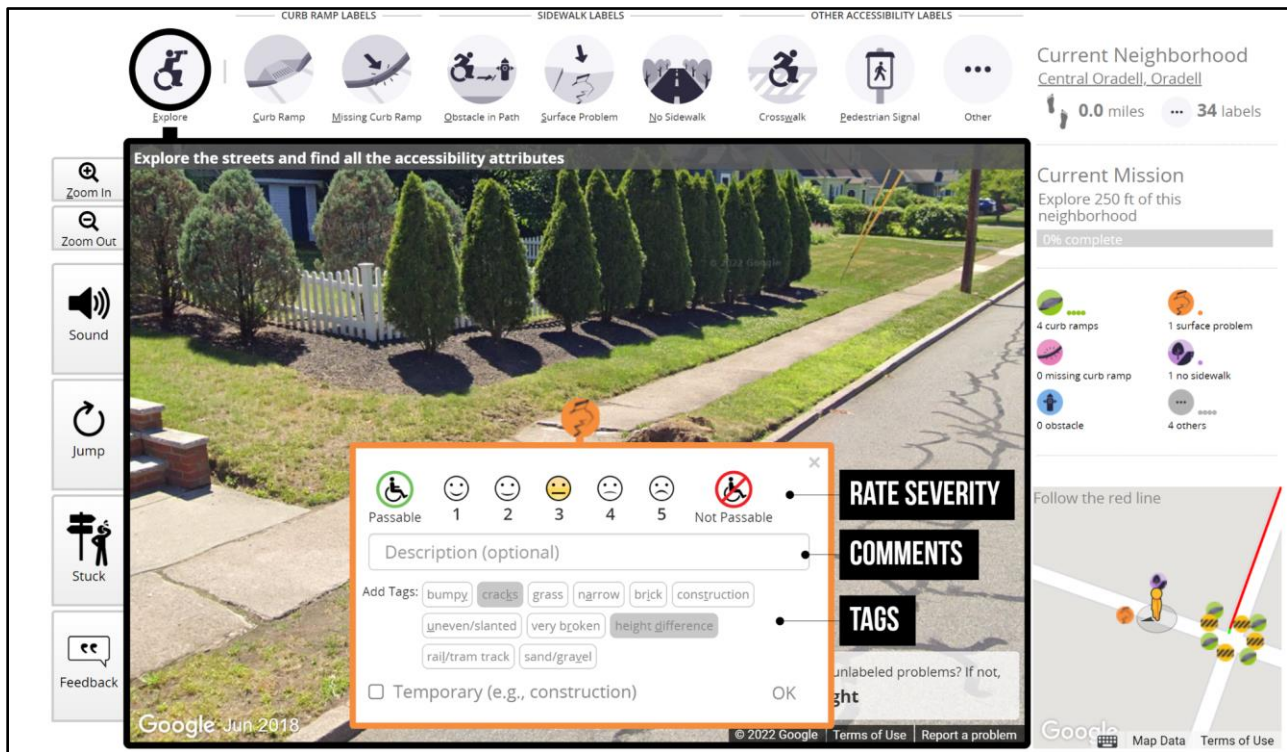 CURB RAMP LABELS
SIDEWALK LABELS
OTHER ACCESSIBILITY LABELS
Explore
Curb Ramp
Missing Curb Ramp
Obstacle in Path
Surface Problem
No Sidewalk
Crosswalk
Pedestrian Signal
Other
Current Neighborhood
Central Oradell, Oradell
0.0 miles
34 labels
Zoom In
Zoom Out
Sound
Jump
Stuck
Feedback
Explore the streets and find all the accessibility attributes
© 2022 Google
Passable
1
2
3
4
5
Not Passable
RATE SEVERITY
Description (optional)
COMMENTS
Add Tags:
bumpy
cracks
grass
narrow
brick
construction
uneven/slanted
very broken
height difference
TAGS
rail/tram track
sand/gravel
Temporary (e.g., construction)
OK
unlabeled problems? If not,
ght
Google Jun 2018
© 2022 Google
Terms of Use
Report a problem
Current Mission
Explore 250 ft of this
neighborhood
0% complete
4 curb ramps
1 surface problem
0 missing curb ramp
1 no sidewalk
0 obstacle
4 others
Follow the red line
Google
Map Data
Terms of Use